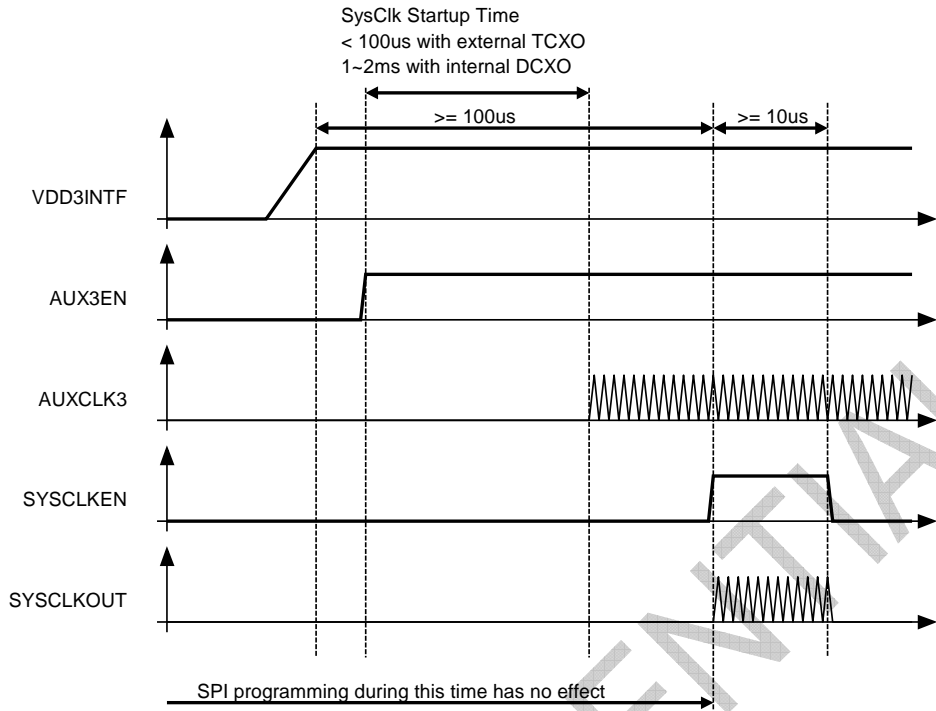 SysClk Startup Time
< 100us with external TCXO
1~2ms with internal DCXO
>= 100us
>= 10us
VDD3INTF
AUX3EN
AUXCLK3
SYSCLKEN
SYSCLKOUT
SPI programming during this time has no effect
ENTIAL